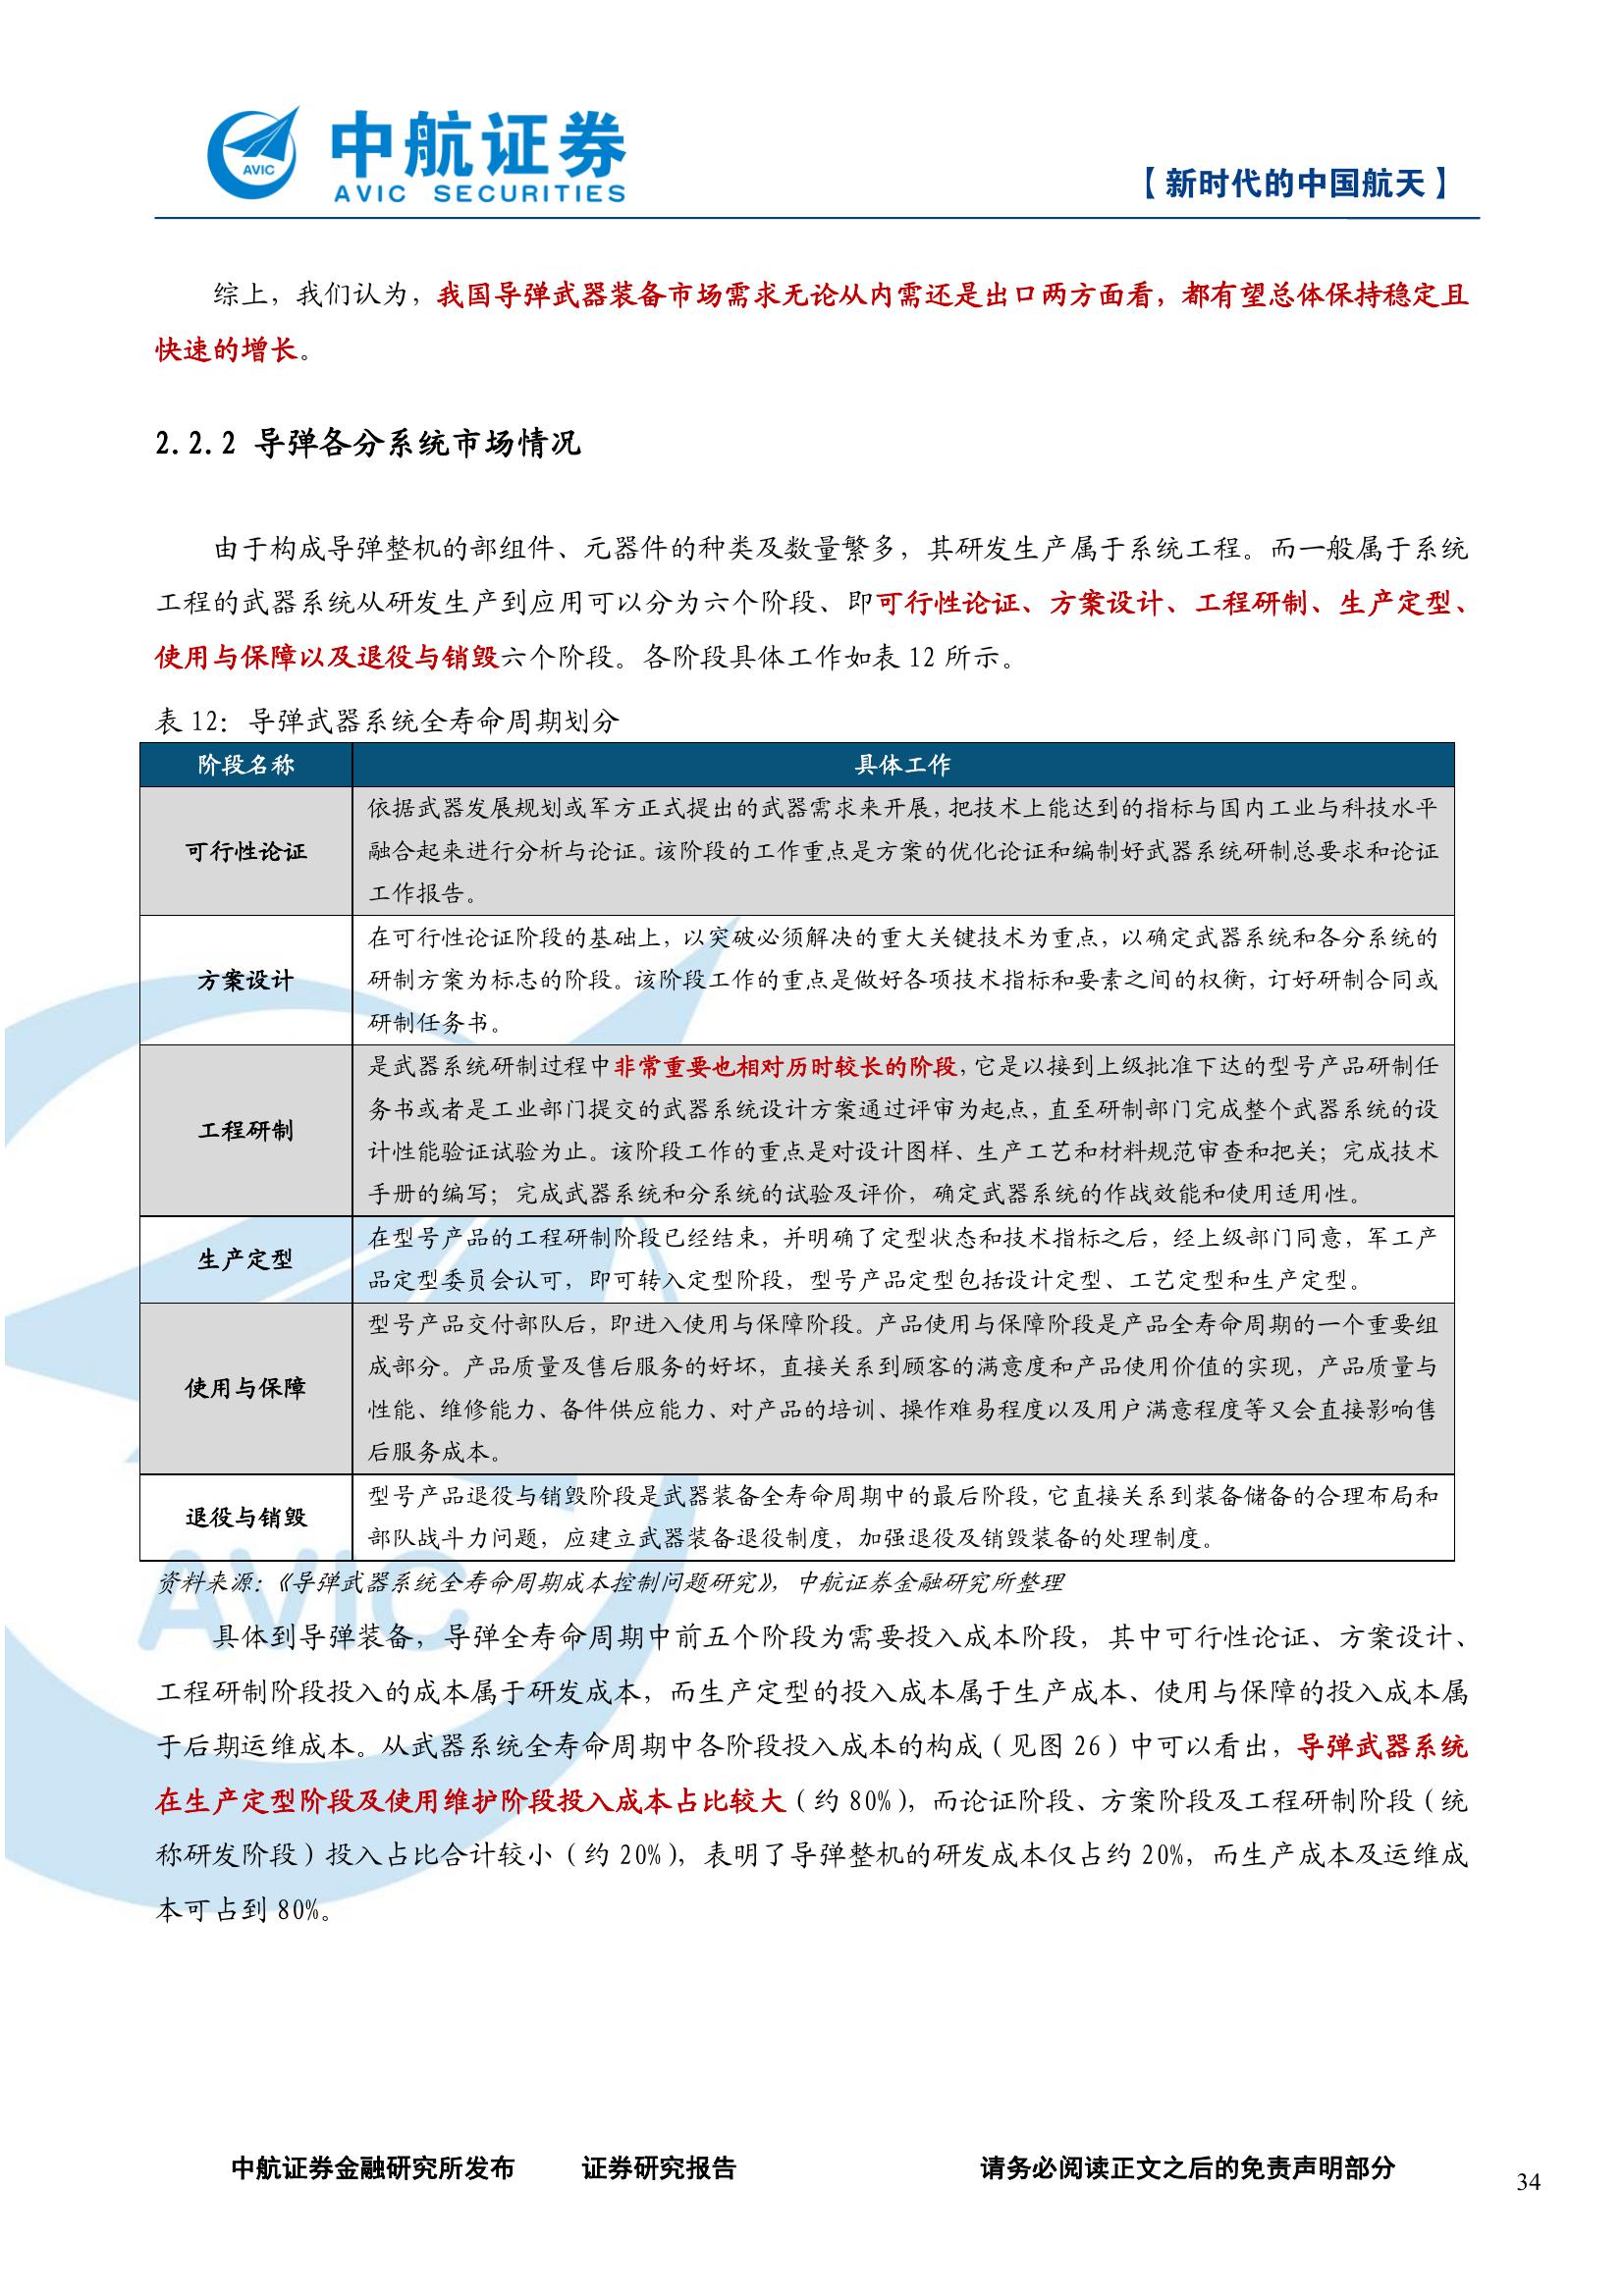 AVIC
中航证券
AVIC SECURITIES
【新时代的中国航天】
综上，我们认为，我国导弹武器装备市场需求无论从内需还是出口两方面看，都有望总体保持稳定且
快速的增长。
2.2.2 导弹各分系统市场情况
由于构成导弹整机的部组件、元器件的种类及数量繁多，其研发生产属于系统工程。而一般属于系统
工程的武器系统从研发生产到应用可以分为六个阶段、即可行性论证、方案设计、工程研制、生产定型、
使用与保障以及退役与销毁六个阶段。各阶段具体工作如表 12 所示。
表 12：导弹武器系统全寿命周期划分
阶段名称
具体工作
可行性论证
依据武器发展规划或军方正式提出的武器需求来开展，把技术上能达到的指标与国内工业与科技水平
融合起来进行分析与论证。该阶段的工作重点是方案的优化论证和编制好武器系统研制总要求和论证
工作报告。
方案设计
在可行性论证阶段的基础上，以突破必须解决的重大关键技术为重点，以确定武器系统和各分系统的
研制方案为标志的阶段。该阶段工作的重点是做好各项技术指标和要素之间的权衡，订好研制合同或
研制任务书。
工程研制
是武器系统研制过程中非常重要也相对历时较长的阶段，它是以接到上级批准下达的型号产品研制任
务书或者是工业部门提交的武器系统设计方案通过评审为起点，直至研制部门完成整个武器系统的设
计性能验证试验为止。该阶段工作的重点是对设计图样、生产工艺和材料规范审查和把关；完成技术
手册的编写；完成武器系统和分系统的试验及评价，确定武器系统的作战效能和使用适用性。
生产定型
在型号产品的工程研制阶段已经结束，并明确了定型状态和技术指标之后，经上级部门同意，军工产
品定型委员会认可，即可转入定型阶段，型号产品定型包括设计定型、工艺定型和生产定型。
使用与保障
型号产品交付部队后，即进入使用与保障阶段。产品使用与保障阶段是产品全寿命周期的一个重要组
成部分。产品质量及售后服务的好坏，直接关系到顾客的满意度和产品使用价值的实现，产品质量与
性能、维修能力、备件供应能力、对产品的培训、操作难易程度以及用户满意程度等又会直接影响售
后服务成本。
退役与销毁
型号产品退役与销毁阶段是武器装备全寿命周期中的最后阶段，它直接关系到装备储备的合理布局和
部队战斗力问题，应建立武器装备退役制度，加强退役及销毁装备的处理制度。
资料来源：《导弹武器系统全寿命周期成本控制问题研究》，中航证券金融研究所整理
AVIC
具体到导弹装备，导弹全寿命周期中前五个阶段为需要投入成本阶段，其中可行性论证、方案设计、
工程研制阶段投入的成本属于研发成本，而生产定型的投入成本属于生产成本、使用与保障的投入成本属
于后期运维成本。从武器系统全寿命周期中各阶段投入成本的构成（见图 26）中可以看出，导弹武器系统
在生产定型阶段及使用维护阶段投入成本占比较大（约 80%），而论证阶段、方案阶段及工程研制阶段（统
称研发阶段）投入占比合计较小（约 20%），表明了导弹整机的研发成本仅占约 20%，而生产成本及运维成
本可占到 80%。
中航证券金融研究所发布 证券研究报告 请务必阅读正文之后的免责声明部分
34